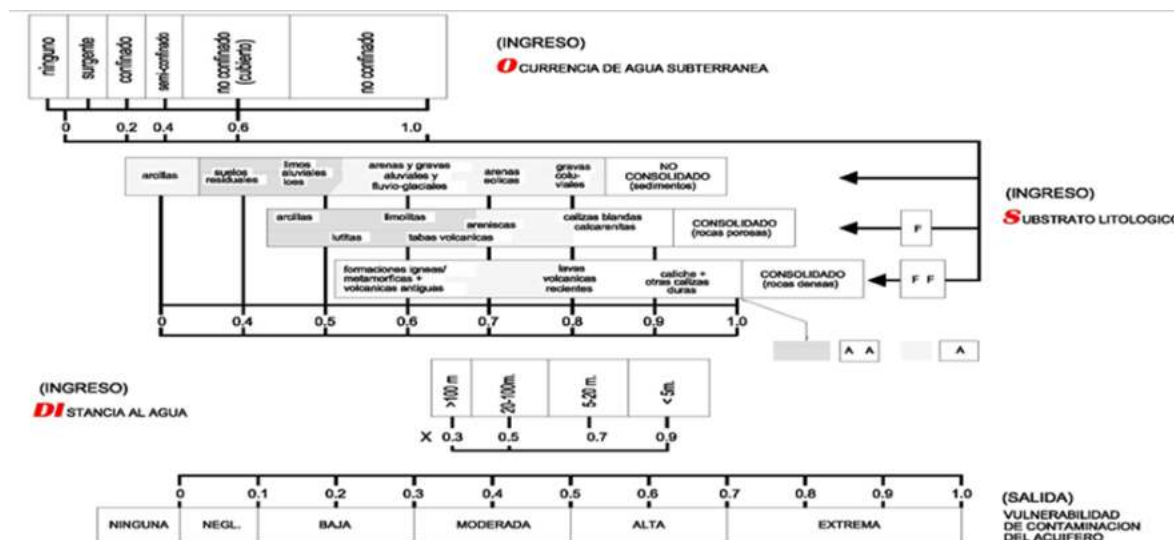 ninguno
surgente
confinado
semi-confinado
no confinado
(cubierto)
no confinado
(INGRESO)
OCURRENCIA DE AGUA SUBTERRANEA
0 0.2 0.4 0.6 1.0
arcillas
suelos
residuales
limos
aluviales
loes
arenas y gravas
aluviales y
fluvio-glaciales
arenas
eolicas
gravas
colu-
viales
NO
CONSOLIDADO
(sedimentos)
(INGRESO)
SUBSTRATO LITOLOGICO
arcillas
lutitas
limolitas
tabas volcanicas
areniscas
calizas blandas
calcarenitas
CONSOLIDADO
(rocas porosas)
F
formaciones igneas/
metamorficas +
volcanicas antiguas
lavas
volcanicas
recientes
caliche +
otras calizas
duras
CONSOLIDADO
(rocas densas)
F F
0 0.4 0.5 0.6 0.7 0.8 0.9 1.0
A A
A
(INGRESO)
DISTANCIA AL AGUA
>100 m
20-100m.
5-20 m.
< 5m.
X 0.3 0.5 0.7 0.9
0 0.1 0.2 0.3 0.4 0.5 0.6 0.7 0.8 0.9 1.0
NINGUNA NEGL. BAJA MODERADA ALTA EXTREMA
(SALIDA)
VULNERABILIDAD
DE CONTAMINACION
DEL ACUIFERO